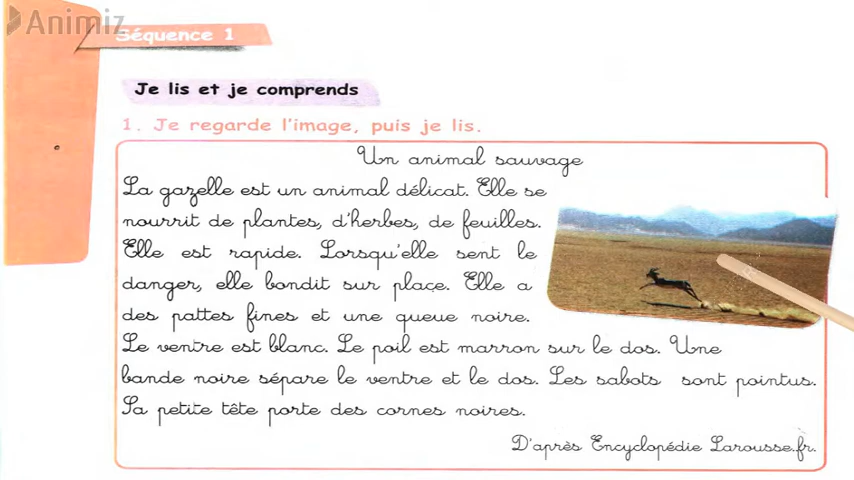 Animiz
Séquence 1
Je lis et je comprends
1. Je regarde l'image, puis je lis.
Un animal sauvage
La gazelle est un animal délicat. Elle se
nourrit de plantes, d'herbes, de feuilles.
Elle est rapide. Lorsqu'elle sent le
danger, elle bondit sur place. Elle a
des pattes fines et une queue noire.
Le ventre est blanc. Le poil est marron sur le dos. Une
bande noire sépare le ventre et le dos. Les sabots sont pointus.
Sa petite tête porte des cornes noires.
D'après Encyclopédie Larousse.fr.